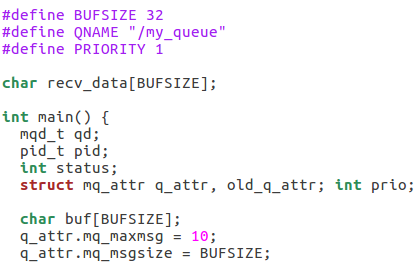 #define BUFSIZE 32
#define QNAME "/my_queue"
#define PRIORITY 1

char recv_data[BUFSIZE];

int main() {
  mqd_t qd;
  pid_t pid;
  int status;
  struct mq_attr q_attr, old_q_attr; int prio;

  char buf[BUFSIZE];
  q_attr.mq_maxmsg = 10;
  q_attr.mq_msgsize = BUFSIZE;